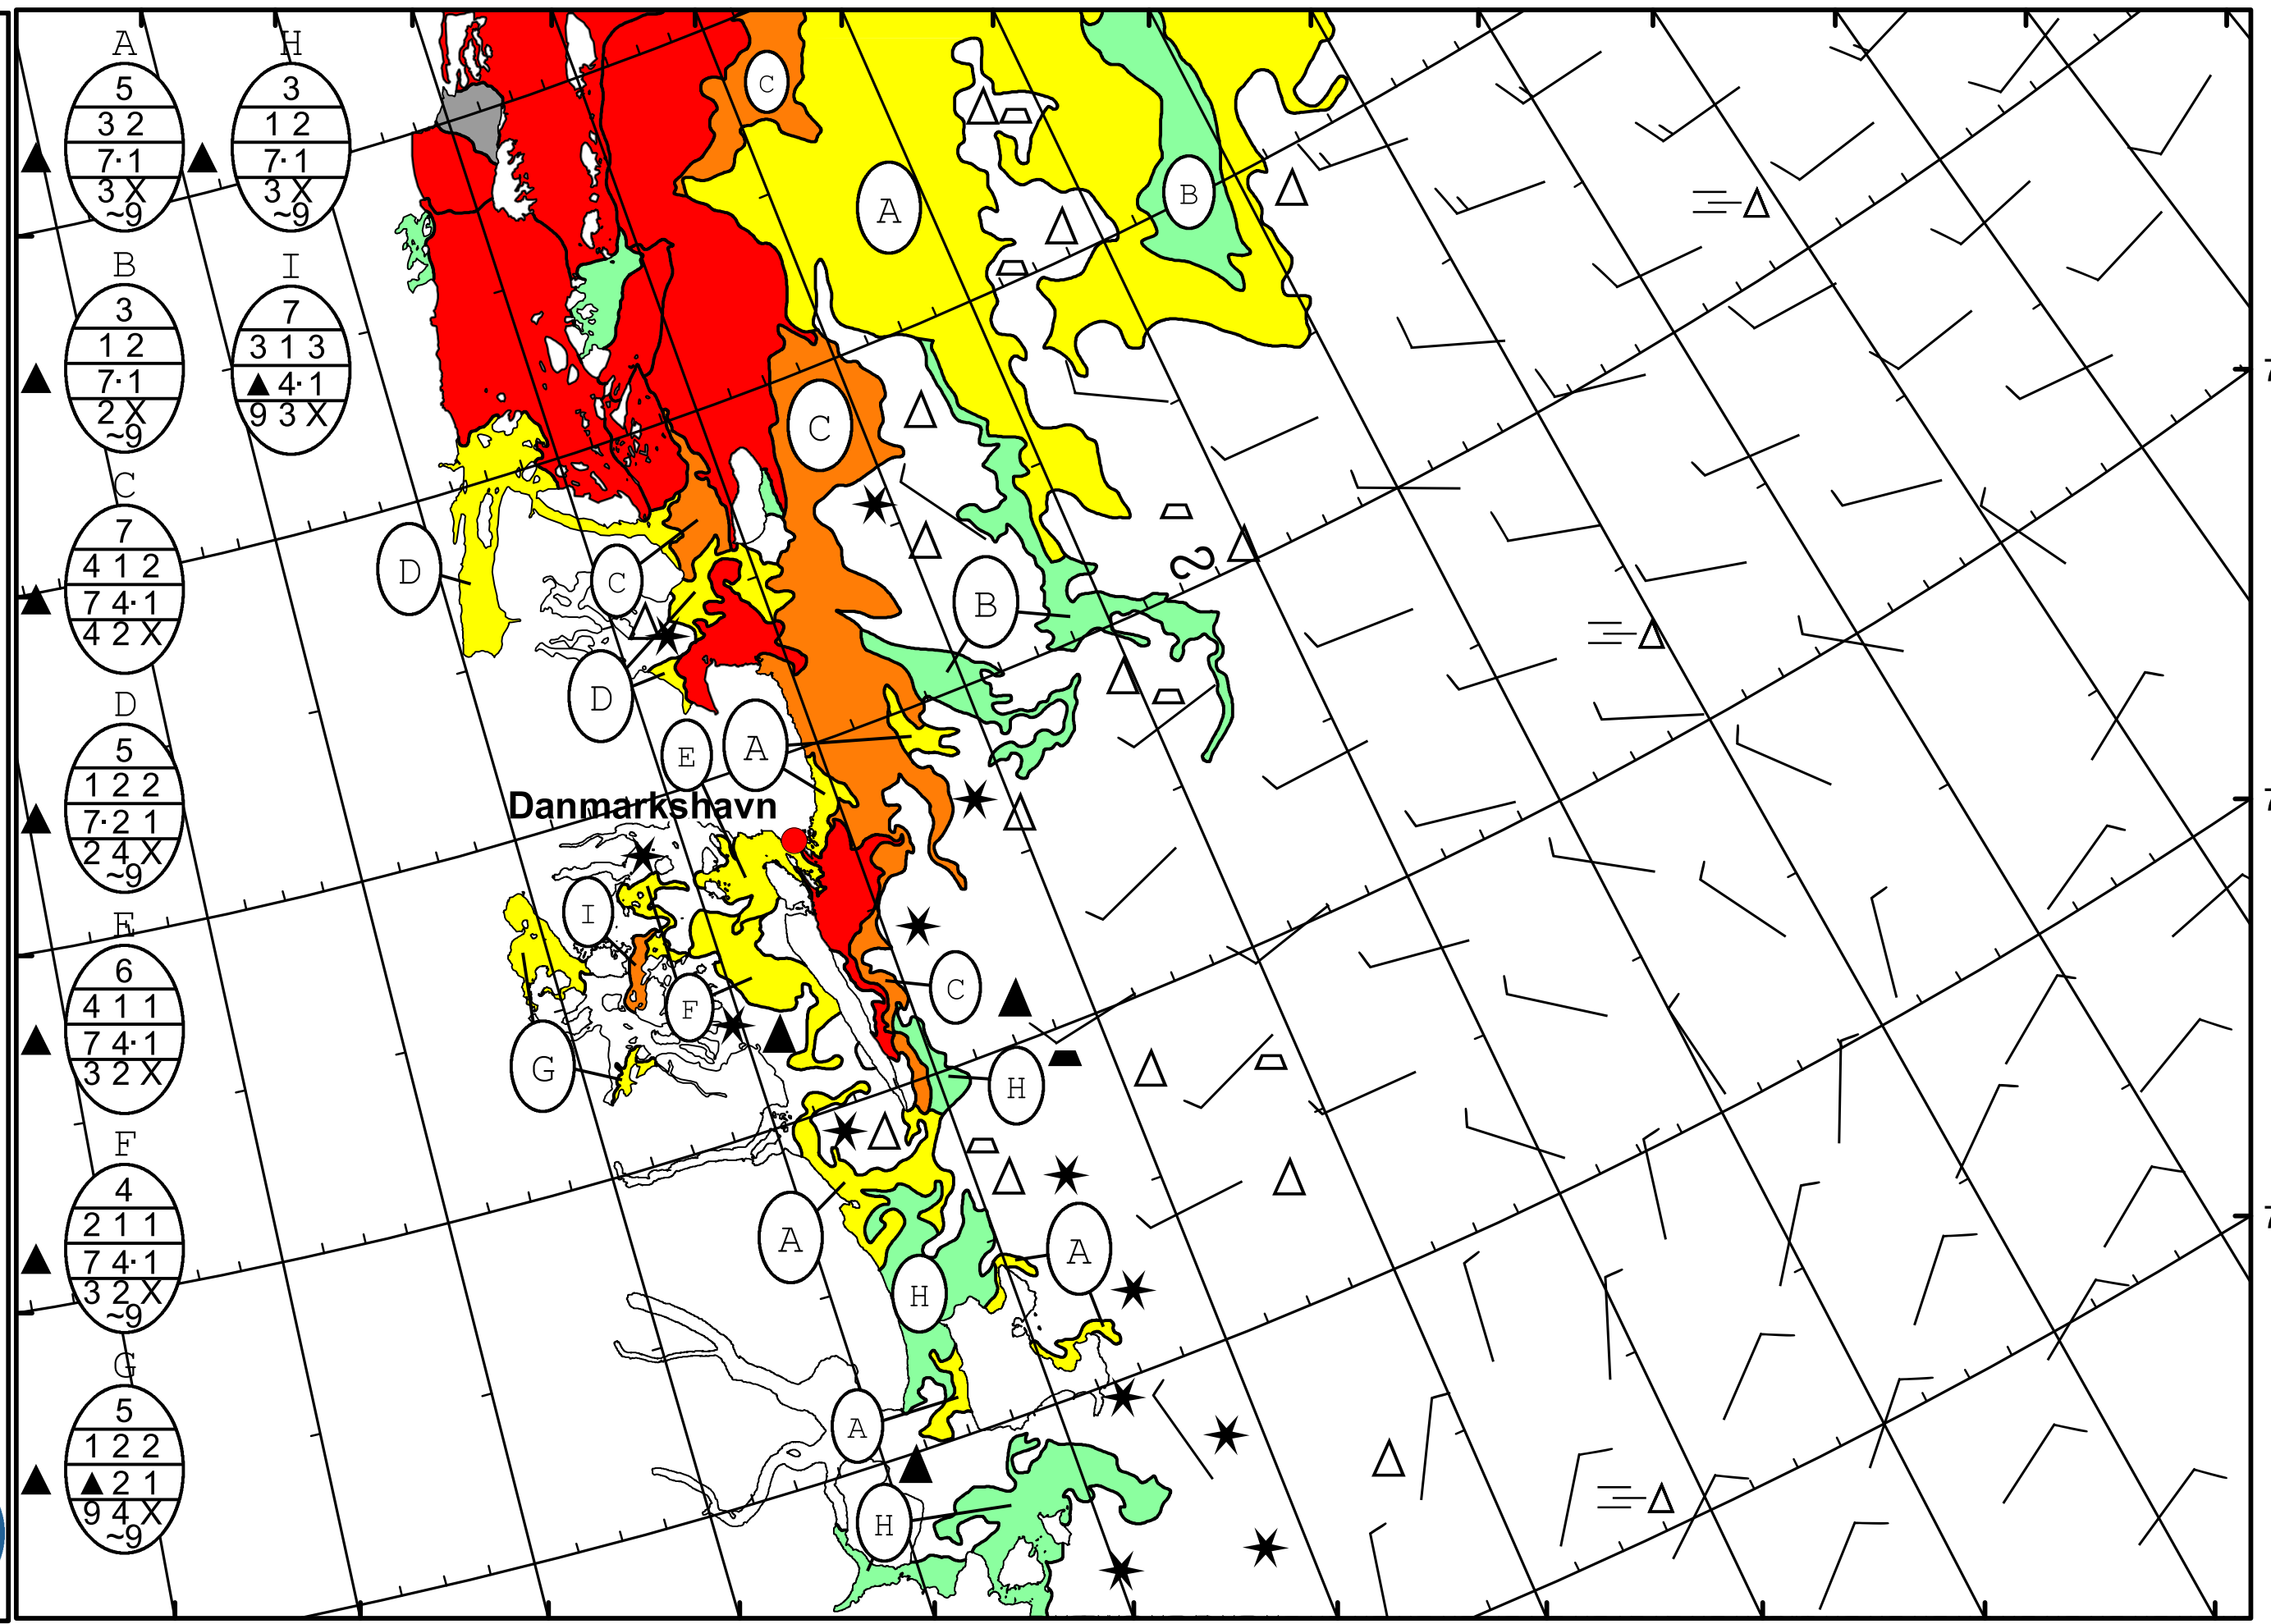 A
5
3 2
7· 1
3 X
~9
H
3
1 2
7· 1
3 X
~9
B
3
1 2
7· 1
2 X
~9
I
7
3 1 3
▲ 4· 1
9 3 X
C
7
4 1 2
7 4· 1
4 2 X
D
5
1 2 2
7· 2 1
2 4 X
~9
E
6
4 1 1
7 4· 1
3 2 X
F
4
2 1 1
7 4· 1
3 2 X
~9
G
5
1 2 2
▲ 2 1
9 4 X
~9
C
A
B
C
D
C
B
D
E
A
Danmarkshavn
I
C
F
G
H
A
A
H
A
H
7
7
7